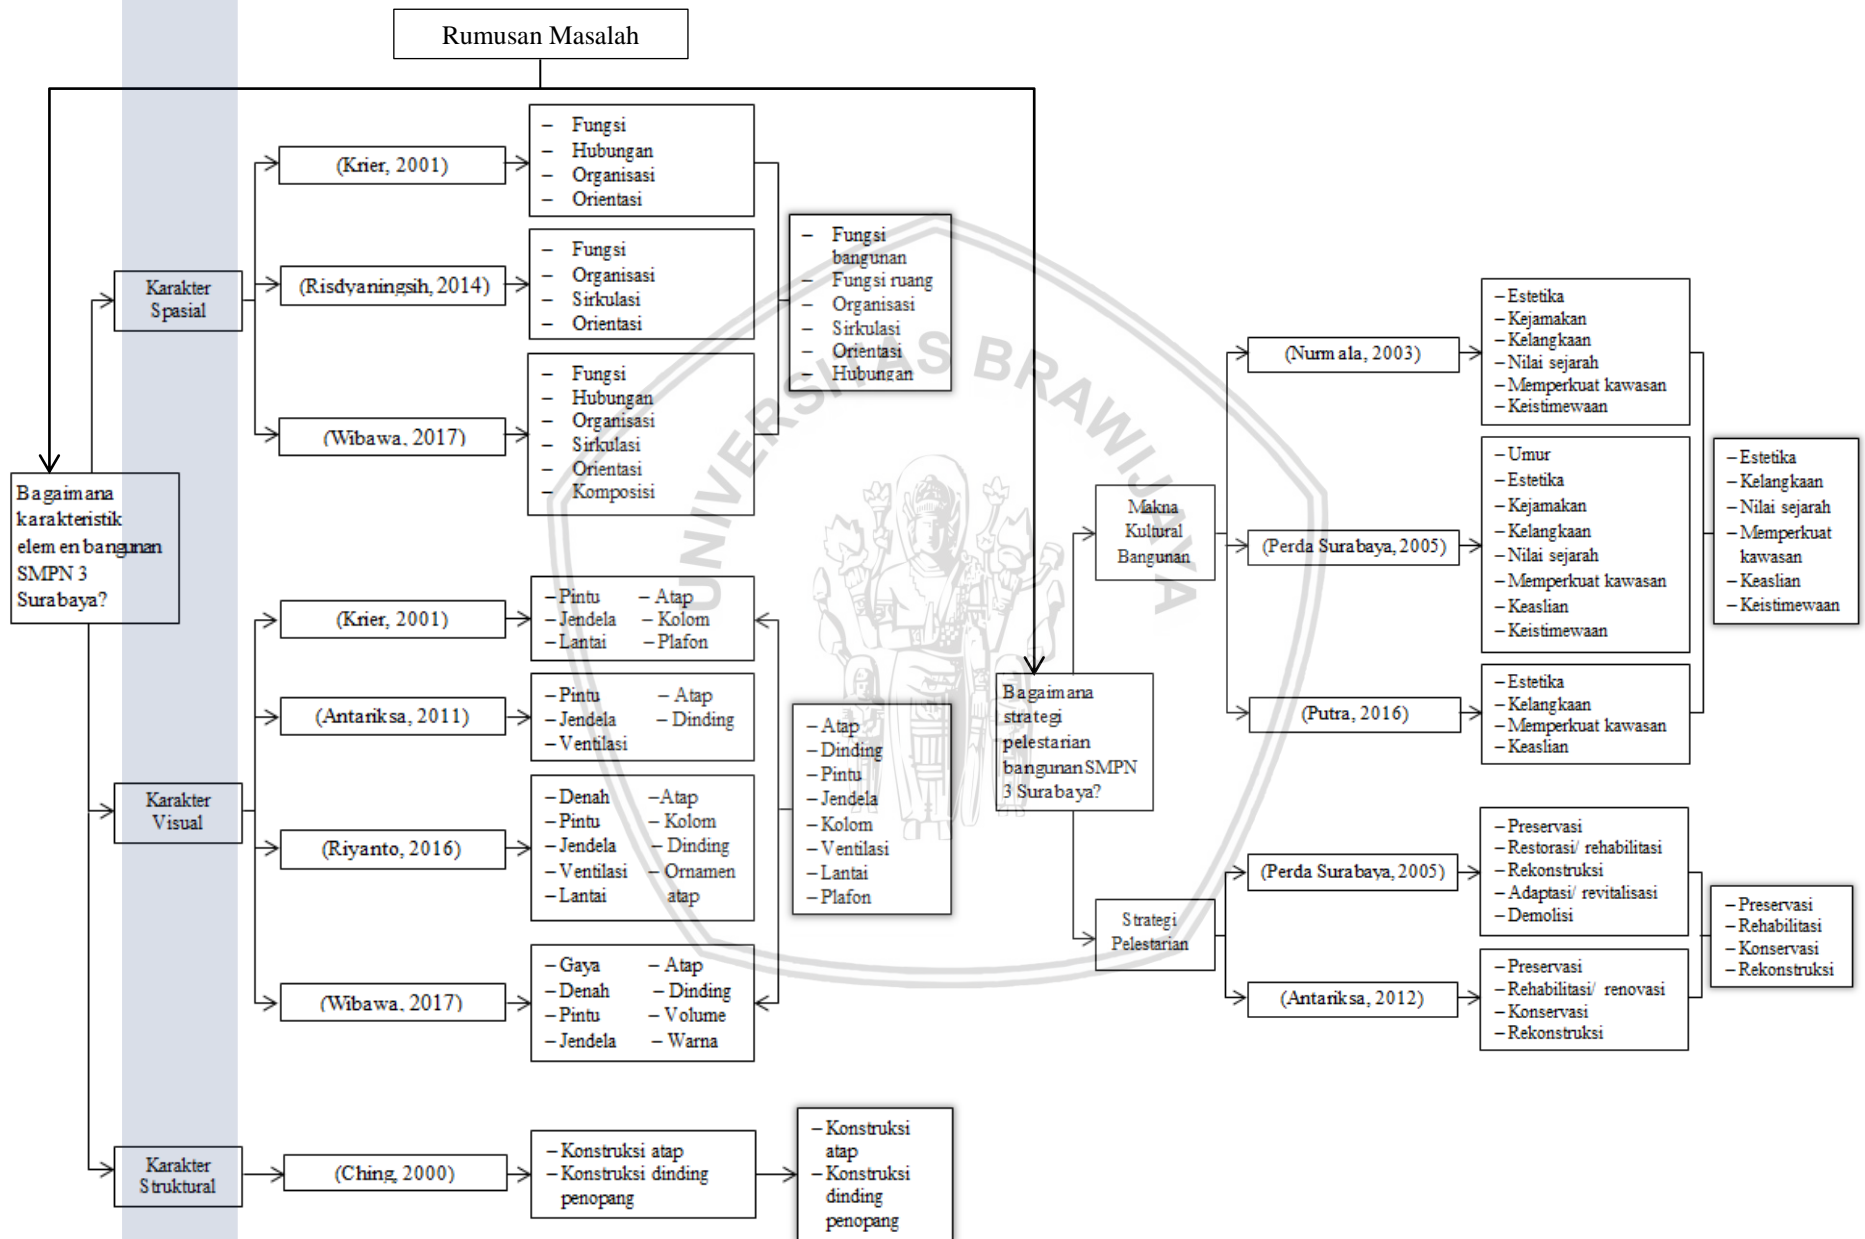 Rumusan Masalah
Bagaimana
karakteristik
elemen bangunan
SMPN 3
Surabaya?
Karakter
Spasial
(Krier, 2001)
– Fungsi
– Hubungan
– Organisasi
– Orientasi
(Risdyaningsih, 2014)
– Fungsi
– Organisasi
– Sirkulasi
– Orientasi
(Wibawa, 2017)
– Fungsi
– Hubungan
– Organisasi
– Sirkulasi
– Orientasi
– Komposisi
– Fungsi
bangunan
– Fungsi ruang
– Organisasi
– Sirkulasi
– Orientasi
– Hubungan
Karakter
Visual
(Krier, 2001)
– Pintu – Atap
– Jendela – Kolom
– Lantai – Plafon
(Antariksa, 2011)
– Pintu – Atap
– Jendela – Dinding
– Ventilasi
(Riyanto, 2016)
– Denah – Atap
– Pintu – Kolom
– Jendela – Dinding
– Ventilasi – Ornamen
– Lantai atap
(Wibawa, 2017)
– Gaya – Atap
– Denah – Dinding
– Pintu – Volume
– Jendela – Warna
– Atap
– Dinding
– Pintu
– Jendela
– Kolom
– Ventilasi
– Lantai
– Plafon
Karakter
Struktural
(Ching, 2000)
– Konstruksi atap
– Konstruksi dinding
penopang
– Konstruksi
atap
– Konstruksi
dinding
penopang
Bagaimana
strategi
pelestarian
bangunan SMPN
3 Surabaya?
Makna
Kultural
Bangunan
(Nurmala, 2003)
– Estetika
– Kejamakan
– Kelangkaan
– Nilai sejarah
– Memperkuat kawasan
– Keistimewaan
(Perda Surabaya, 2005)
– Umur
– Estetika
– Kejamakan
– Kelangkaan
– Nilai sejarah
– Memperkuat kawasan
– Keaslian
– Keistimewaan
(Putra, 2016)
– Estetika
– Kelangkaan
– Memperkuat kawasan
– Keaslian
– Estetika
– Kelangkaan
– Nilai sejarah
– Memperkuat
kawasan
– Keaslian
– Keistimewaan
Strategi
Pelestarian
(Perda Surabaya, 2005)
– Preservasi
– Restorasi/ rehabilitasi
– Rekonstruksi
– Adaptasi/ revitalisasi
– Demolisi
(Antariksa, 2012)
– Preservasi
– Rehabilitasi/ renovasi
– Konservasi
– Rekonstruksi
– Preservasi
– Rehabilitasi
– Konservasi
– Rekonstruksi
UNIVERSITAS BRAWIJAYA